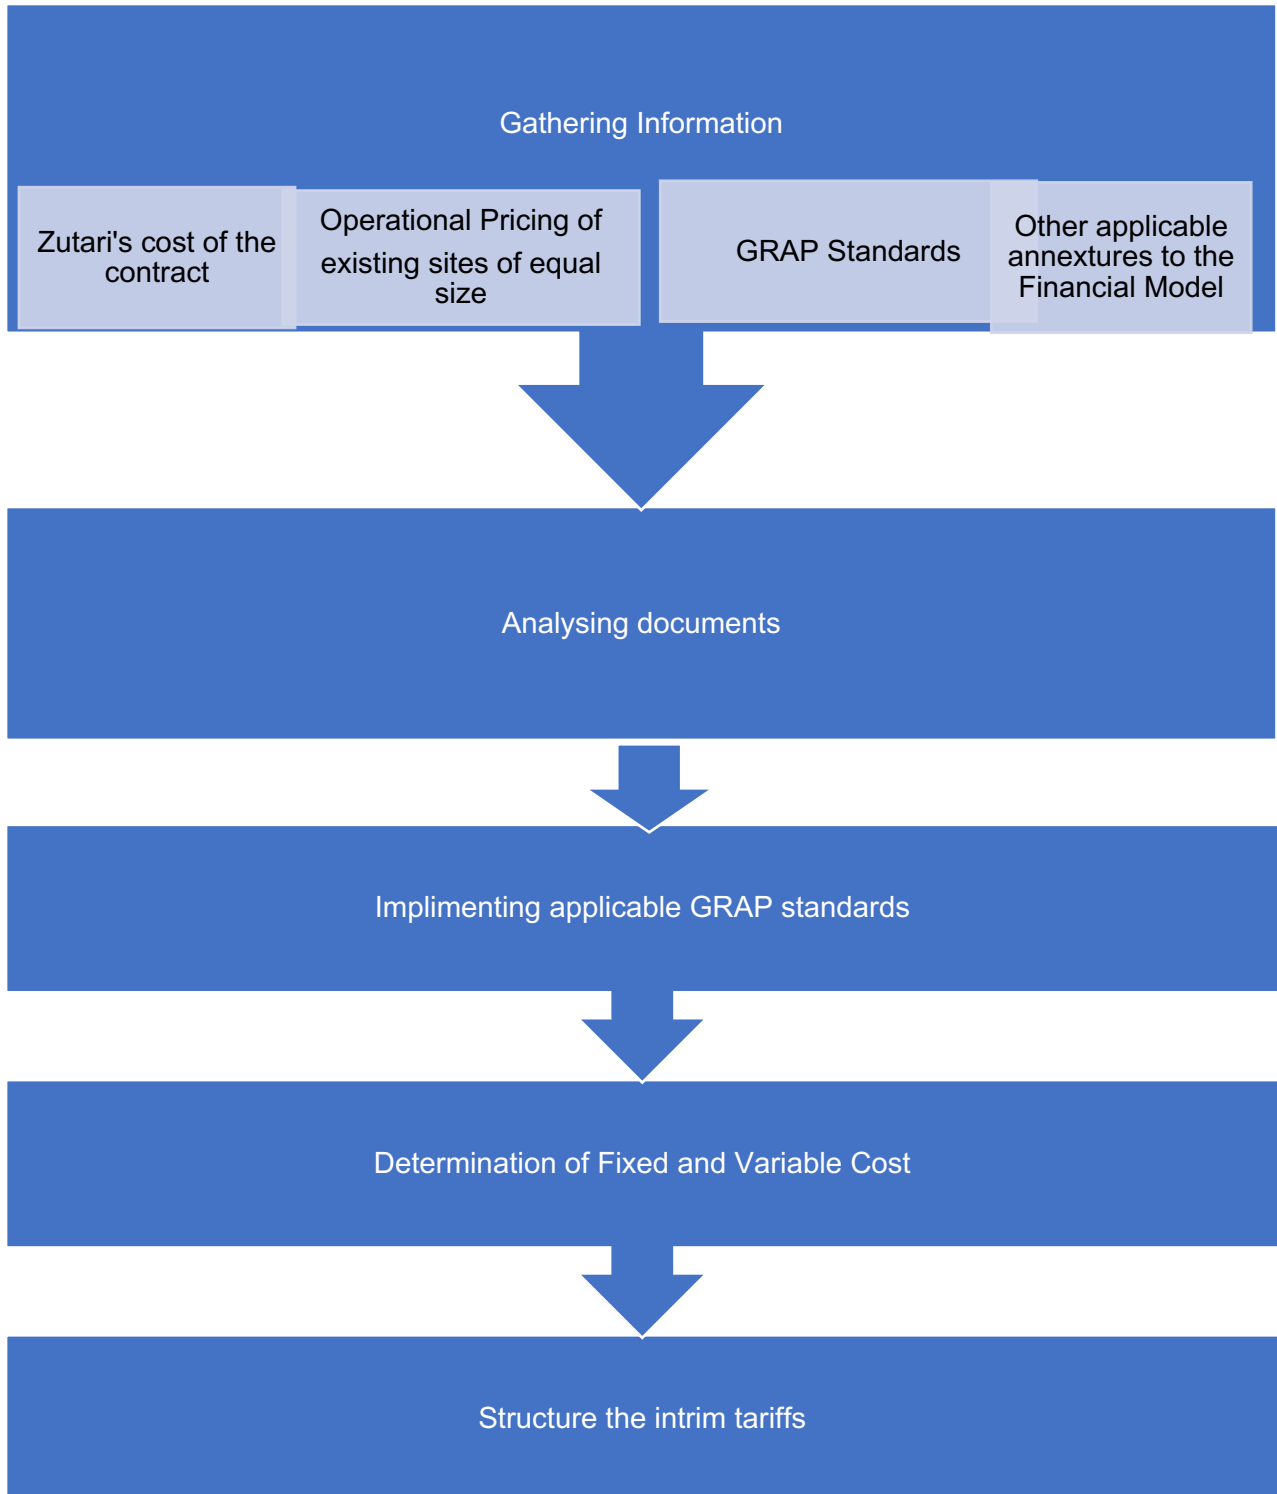 Gathering Information
Zutari's cost of the
contract
Operational Pricing of
existing sites of equal
size
GRAP Standards
Other applicable
annextures to the
Financial Model
Analysing documents
Implimenting applicable GRAP standards
Determination of Fixed and Variable Cost
Structure the intrim tariffs